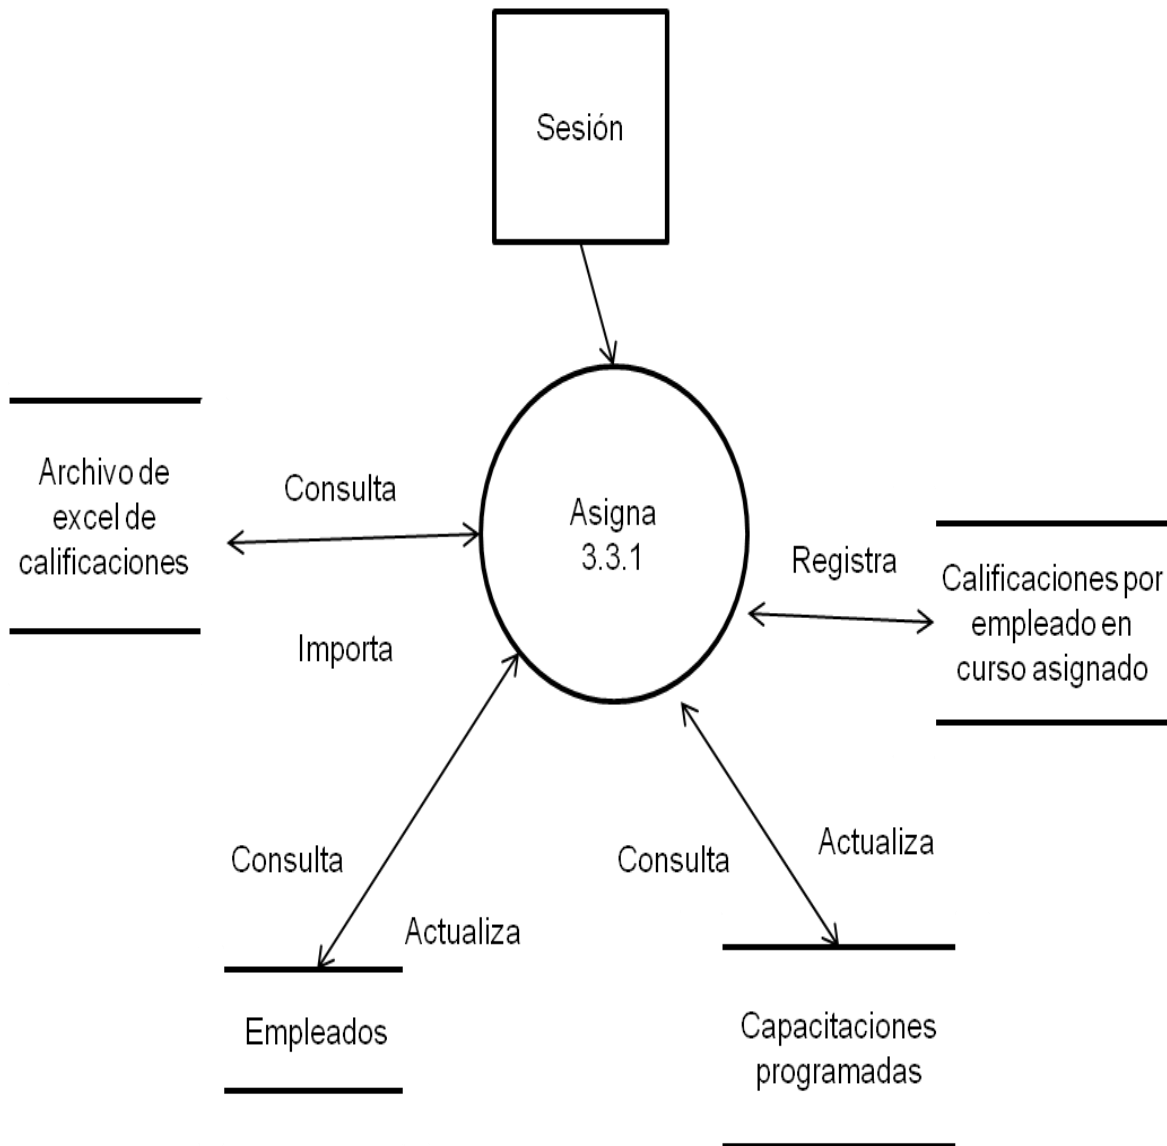 Sesión
Archivo de
excel de
calificaciones
Consulta
Importa
Asigna
3.3.1
Registra
Calificaciones por
empleado en
curso asignado
Consulta
Actualiza
Empleados
Consulta
Actualiza
Capacitaciones
programadas